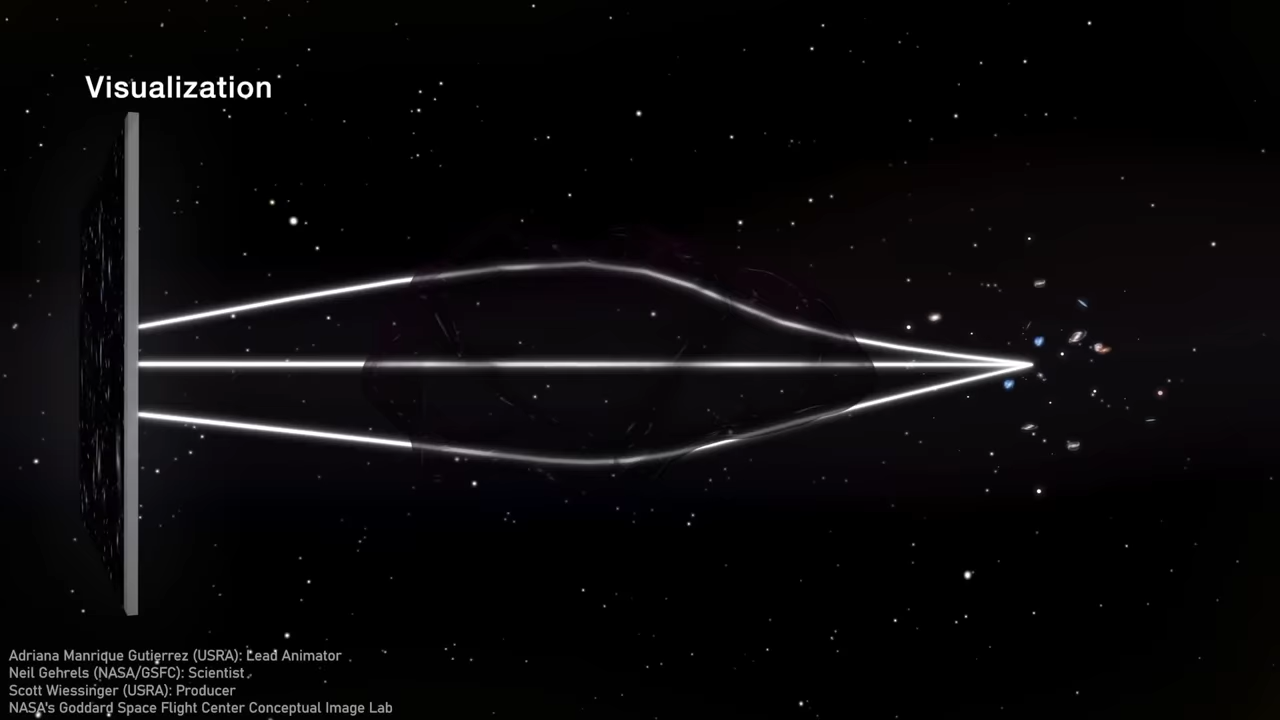 Visualization
Adriana Manrique Gutierrez (USRA): Lead Animator
Neil Gehrels (NASA/GSFC): Scientist
Scott Wiessinger (USRA): Producer
NASA's Goddard Space Flight Center Conceptual Image Lab